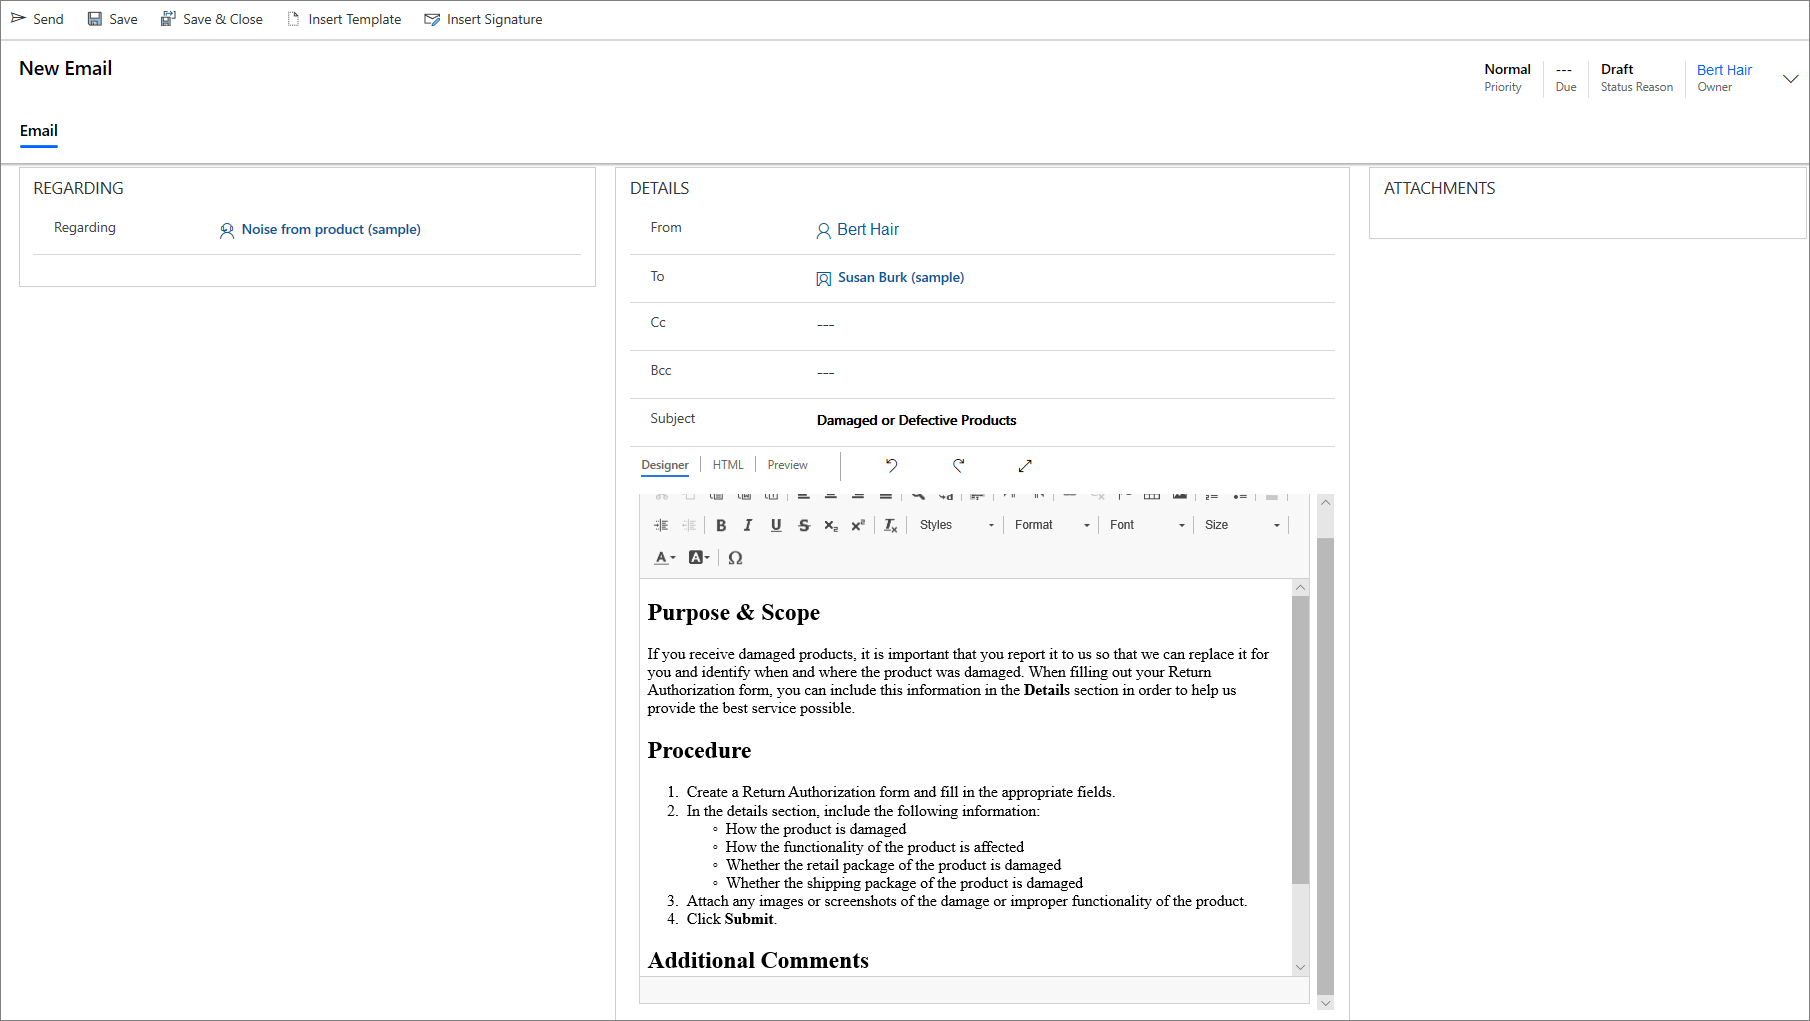 Send Save Save & Close Insert Template Insert Signature
New Email
Normal --- Draft Bert Hair
Priority Due Status Reason Owner
Email
REGARDING
Regarding Noise from product (sample)
DETAILS
From Bert Hair
To Susan Burk (sample)
Cc ---
Bcc ---
Subject Damaged or Defective Products
Designer HTML Preview
B I U S x₂ x² Tx Styles Format Font Size
A A Ω
Purpose & Scope
If you receive damaged products, it is important that you report it to us so that we can replace it for
you and identify when and where the product was damaged. When filling out your Return
Authorization form, you can include this information in the Details section in order to help us
provide the best service possible.
Procedure
1. Create a Return Authorization form and fill in the appropriate fields.
2. In the details section, include the following information:
◦ How the product is damaged
◦ How the functionality of the product is affected
◦ Whether the retail package of the product is damaged
◦ Whether the shipping package of the product is damaged
3. Attach any images or screenshots of the damage or improper functionality of the product.
4. Click Submit.
Additional Comments
ATTACHMENTS